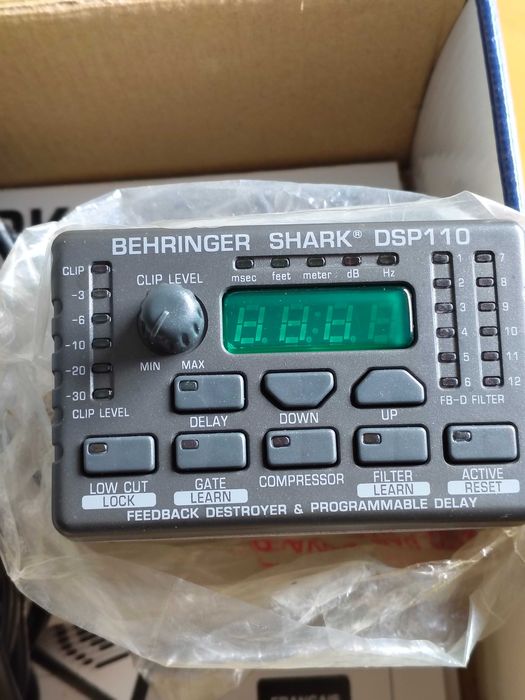 BEHRINGER SHARK® DSP110
CLIP
-3
-6
-10
-20
-30
CLIP LEVEL
CLIP LEVEL
MIN MAX
msec feet meter dB Hz
1 7
2 8
3 9
4 10
5 11
6 12
FB-D FILTER
DELAY DOWN UP
LOW CUT GATE COMPRESSOR FILTER ACTIVE
LOCK LEARN LEARN RESET
FEEDBACK DESTROYER & PROGRAMMABLE DELAY
FRANÇAIS